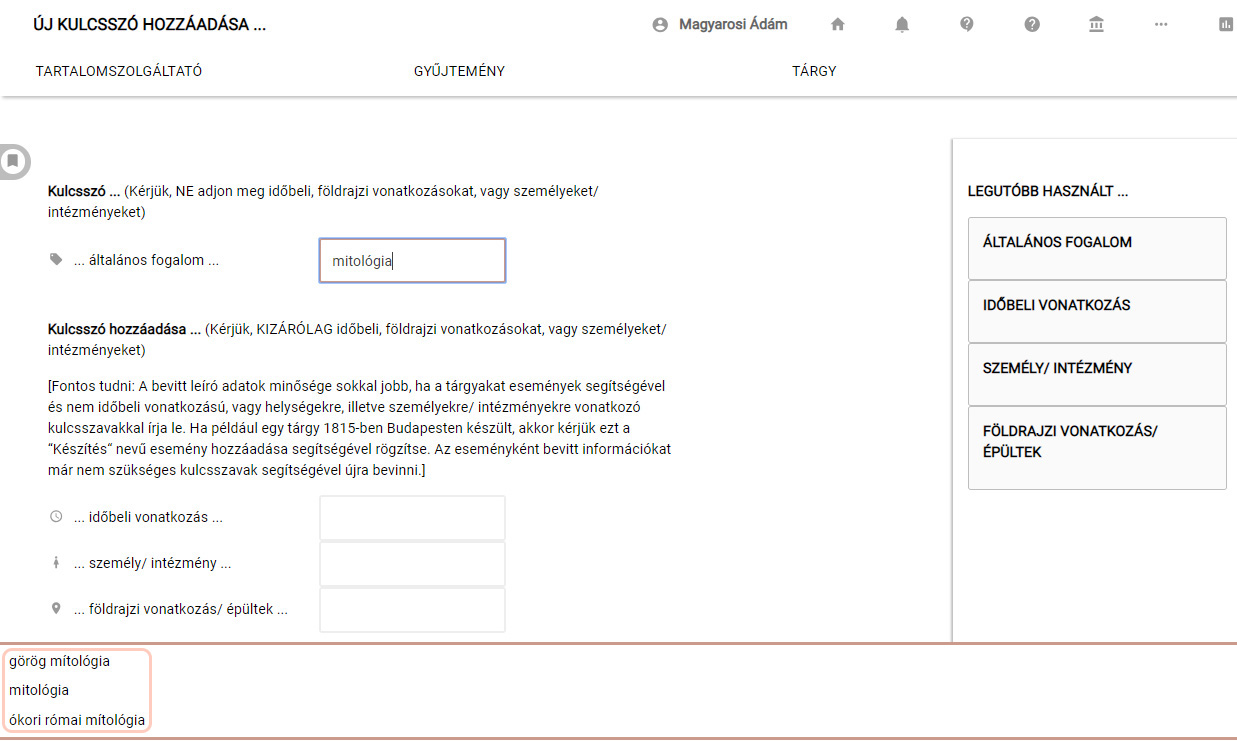 ÚJ KULCSSZÓ HOZZÁADÁSA ...
Magyarosi Ádám
TARTALOMSZOLGÁLTATÓ
GYŰJTEMÉNY
TÁRGY
Kulcsszó ... (Kérjük, NE adjon meg időbeli, földrajzi vonatkozásokat, vagy személyeket/
intézményeket)
... általános fogalom ...
mitológia
Kulcsszó hozzáadása ... (Kérjük, KIZÁRÓLAG időbeli, földrajzi vonatkozásokat, vagy személyeket/
intézményeket)
[Fontos tudni: A bevitt leíró adatok minősége sokkal jobb, ha a tárgyakat események segítségével
és nem időbeli vonatkozású, vagy helységekre, illetve személyekre/ intézményekre vonatkozó
kulcsszavakkal írja le. Ha például egy tárgy 1815-ben Budapesten készült, akkor kérjük ezt a
“Készítés“ nevű esemény hozzáadása segítségével rögzítse. Az eseményként bevitt információkat
már nem szükséges kulcsszavak segítségével újra bevinni.]
... időbeli vonatkozás ...
... személy/ intézmény ...
... földrajzi vonatkozás/ épültek ...
LEGUTÓBB HASZNÁLT ...
ÁLTALÁNOS FOGALOM
IDŐBELI VONATKOZÁS
SZEMÉLY/ INTÉZMÉNY
FÖLDRAJZI VONATKOZÁS/
ÉPÜLTEK
görög mítológia
mitológia
ókori római mítológia